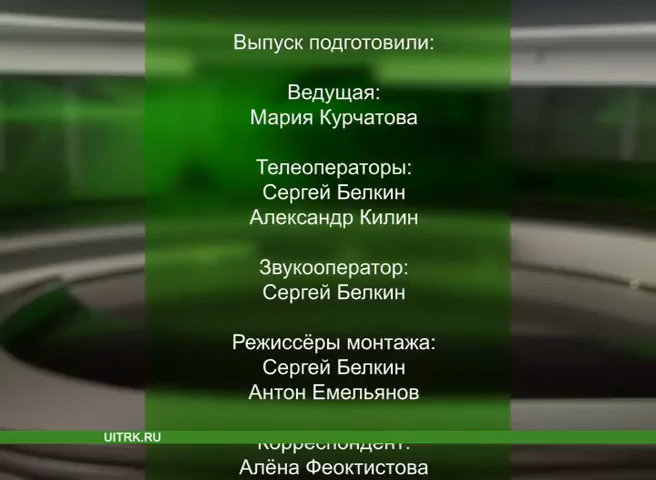 Выпуск подготовили:
Ведущая:
Мария Курчатова
Телеоператоры:
Сергей Белкин
Александр Килин
Звукооператор:
Сергей Белкин
Режиссёры монтажа:
Сергей Белкин
Антон Емельянов
UITRK.RU
Корреспондент:
Алёна Феоктистова